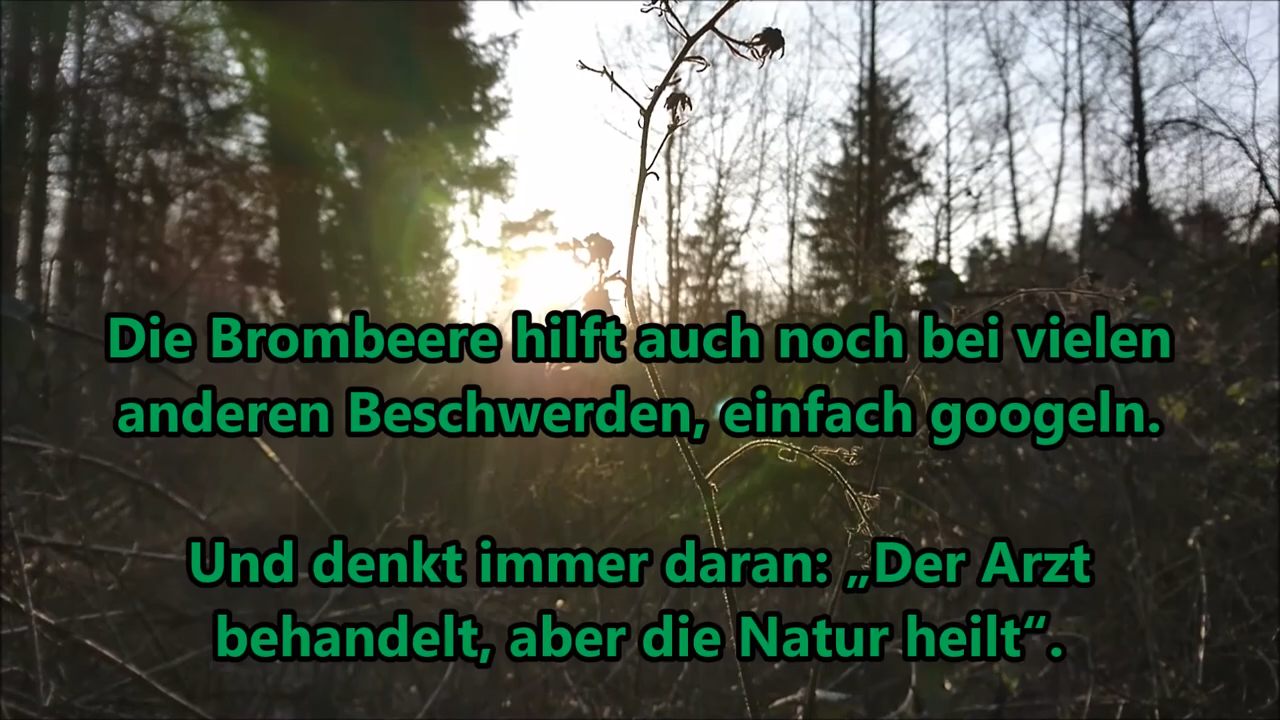 Die Brombeere hilft auch noch bei vielen
anderen Beschwerden, einfach googeln.
Und denkt immer daran: „Der Arzt
behandelt, aber die Natur heilt“.